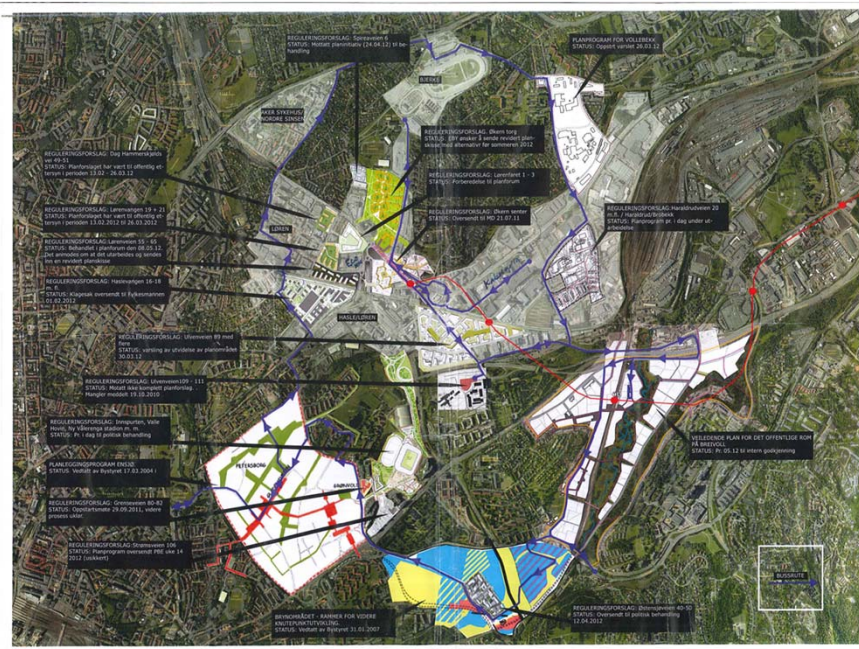 REGULERINGSFORSLAG: Spireaveien 6
STATUS: Mottatt planinitiativ (24.04.12) til be-
handling
PLANPROGRAM FOR VOLLEBEKK
STATUS: Oppstrt varslet 28.03.12
BJERKE
AKER SYKEHUS/
NORDRE SINSEN
REGULERINGSFORSLAG. Økern torg
STATUS: EBY ønsker å sende revidert plan-
skisse med alternativ før sommeren 2012
REGULERINGSFORSLAG: Dag Hammerskjølds
vei 49-51
STATUS: Planforslaget har vært til offentlig et-
tersyn i perioden 13.02 - 26.03.12
REGULERINGSFORSLAG: Lørenfaret 1 - 3
STATUS: Forberedelse til planforum
REGULERINGSFORSLAG: Lørenvangen 19 + 21
STATUS: Planforslaget har vært til offentlig et-
tersyn i perioden 13.02.2012 til 26.03.2012
REGULERINGSFORSLAG: Økern senter
STATUS: Oversendt til MD 21.07.11
REGULERINGSFORSLAG: Haraldrudveien 20
m.fl. / Haraldrud/Brobekk
STATUS: Planprogram pr. i dag under ut-
arbeidelse
LØREN
REGULERINGSFORSLAG:Lørenveien 55 - 65
STATUS: Behandlet i planforum den 08.05.12.
Det anmodes om at det utarbeides og sendes
inn en revidert planskisse
REGULERINGSFORSLAG: Haslevangen 16-18
m. fl.
STATUS: Klagesak oversendt til Fylkesmannen
01.02.2012
HASLE/LØREN
REGULERINGSFORSLAG: Ulvenveien 89 med
flere
STATUS: varsling av utvidelse av planområdet
30.03.12
REGULERINGSFORSLAG: Ulvenveien109 - 111
STATUS: Motatt ikke komplett planforslag.
Mangler meddelt 19.10.2010
REGULERINGSFORSLAG: Innspurten, Valle
Hovin, Ny Vålerenga stadion m. m.
STATUS: Pr. i dag til politisk behandling
VEILEDENDE PLAN FOR DET OFFENTLIGE ROM
PÅ BREIVOLL
STATUS: Pr. 05.12 til intern godkjenning
PLANLEGGINGSPROGRAM ENSJØ
STATUS: Vedtatt av Bystyret 17.03.2004 i
PETERSBORG
REGULERINGSFORSLAG: Grenseveien 80-82
STATUS: Oppstartsmøte 29.09.2011, videre
prosess uklar.
REGULERINGSFORSLAG:Strømsveien 106
STATUS: Planprogram oversendt PBE uke 14
2012 (usikkert)
BUSSRUTE
BRYNOMRÅDET - RAMMER FOR VIDERE
KNUTEPUNKTUTVIKLING.
STATUS: Vedtatt av Bystyret 31.01.2007
REGULERINGSFORSLAG: Østensjøveien 40-50
STATUS: Oversendt til politisk behandling
12.04.2012